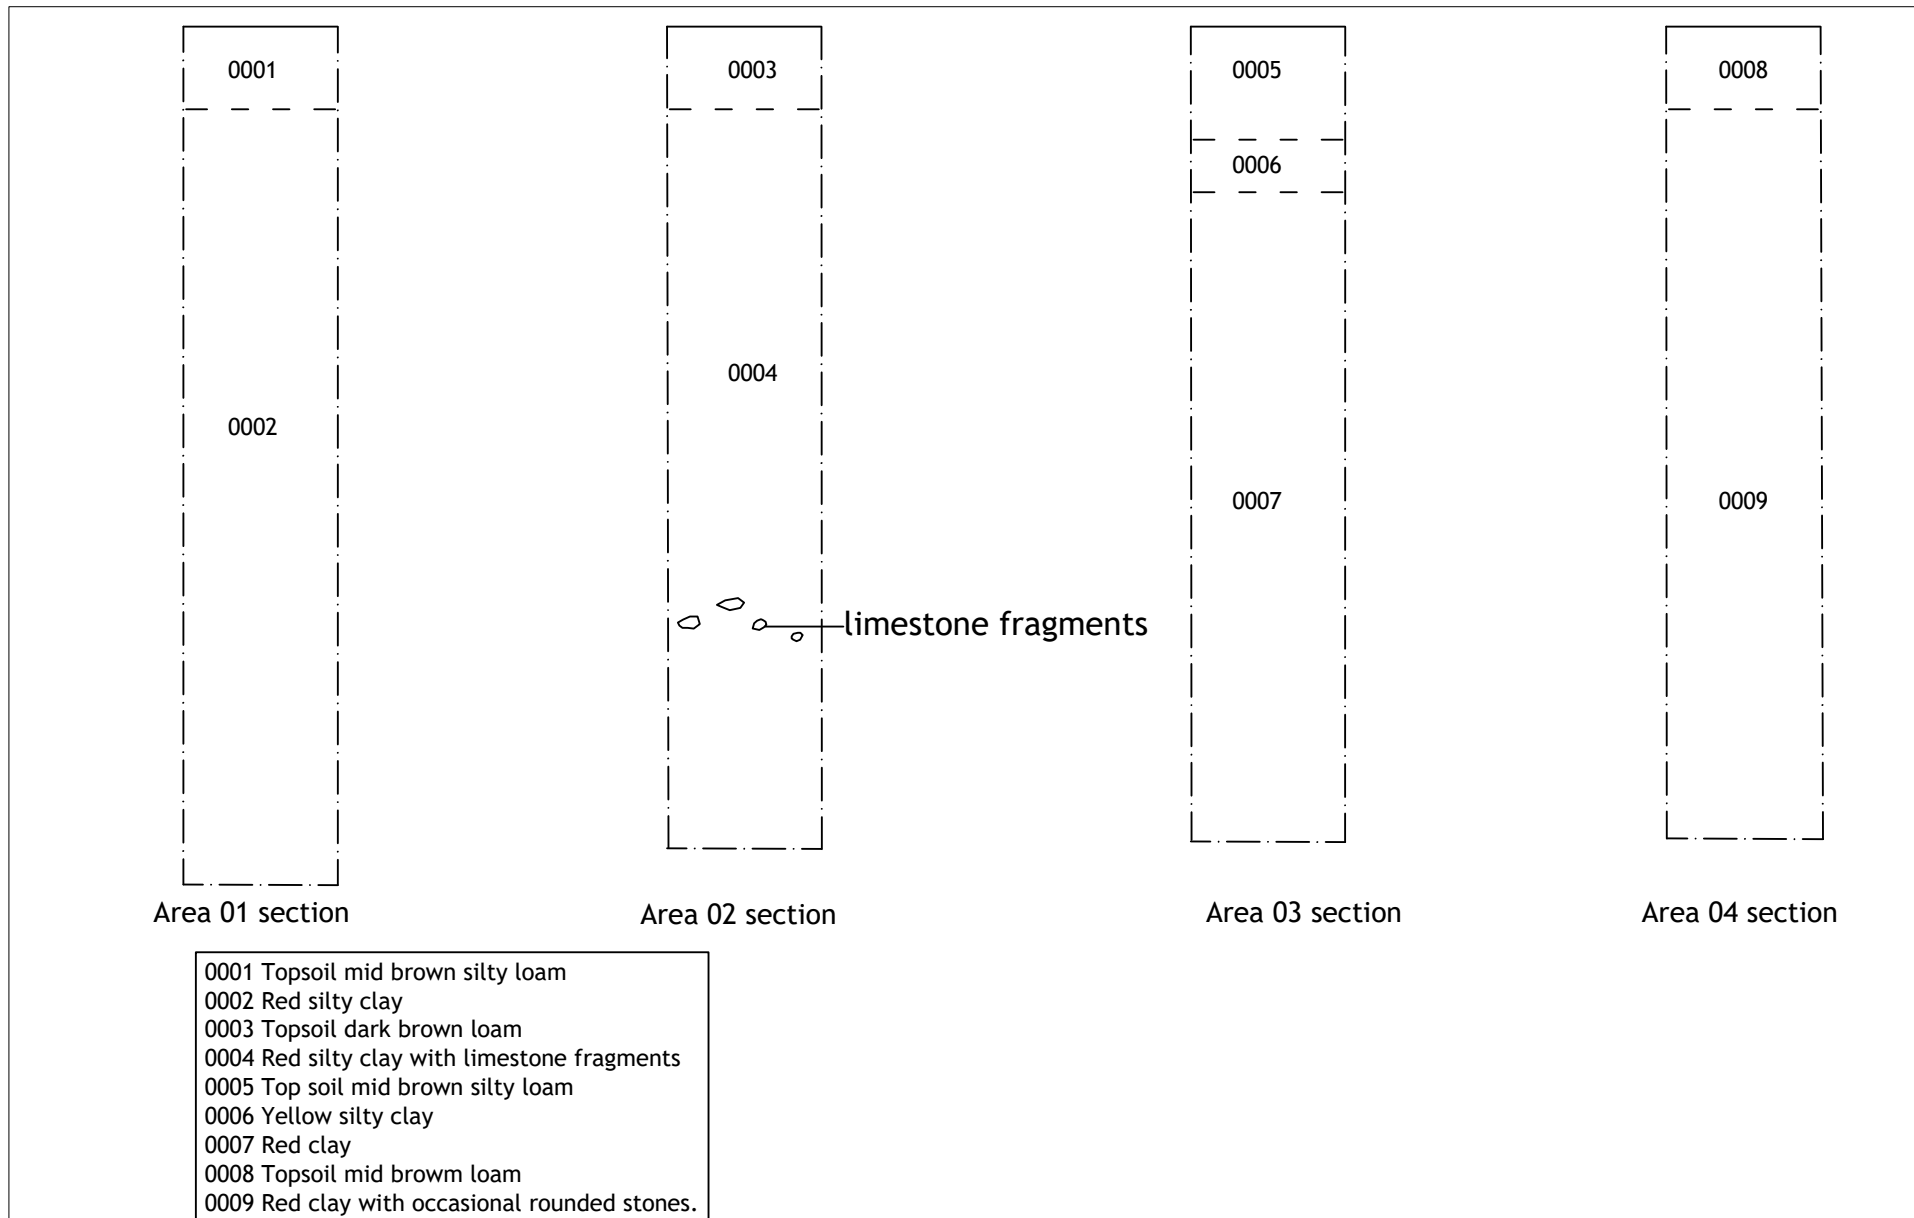 0001
0003
0005
0008
0006
0004
0002
0007
0009
limestone fragments
Area 01 section
Area 02 section
Area 03 section
Area 04 section
0001 Topsoil mid brown silty loam
0002 Red silty clay
0003 Topsoil dark brown loam
0004 Red silty clay with limestone fragments
0005 Top soil mid brown silty loam
0006 Yellow silty clay
0007 Red clay
0008 Topsoil mid browm loam
0009 Red clay with occasional rounded stones.